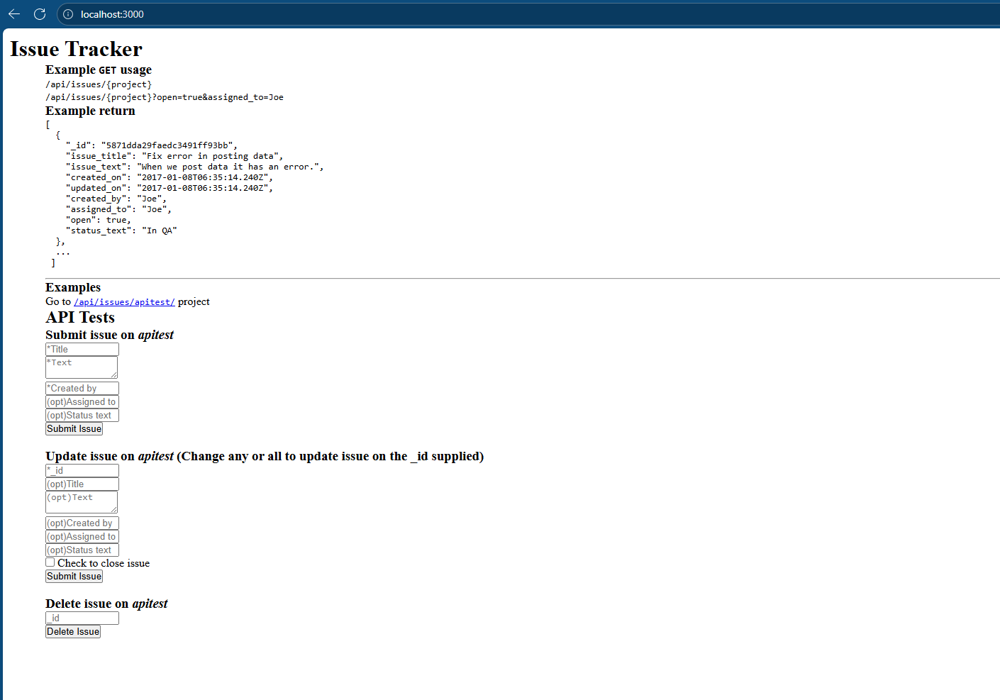 localhost:3000
Issue Tracker
Example GET usage
/api/issues/{project}
/api/issues/{project}?open=true&assigned_to=Joe
Example return
[
  {
    "_id": "5871dda29faedc3491ff93bb",
    "issue_title": "Fix error in posting data",
    "issue_text": "When we post data it has an error.",
    "created_on": "2017-01-08T06:35:14.240Z",
    "updated_on": "2017-01-08T06:35:14.240Z",
    "created_by": "Joe",
    "assigned_to": "Joe",
    "open": true,
    "status_text": "In QA"
  },
  ...
 ]
Examples
Go to /api/issues/apitest/ project
API Tests
Submit issue on apitest
*Title
*Text
*Created by
(opt)Assigned to
(opt)Status text
Submit Issue
Update issue on apitest (Change any or all to update issue on the _id supplied)
*_id
(opt)Title
(opt)Text
(opt)Created by
(opt)Assigned to
(opt)Status text
Check to close issue
Submit Issue
Delete issue on apitest
_id
Delete Issue